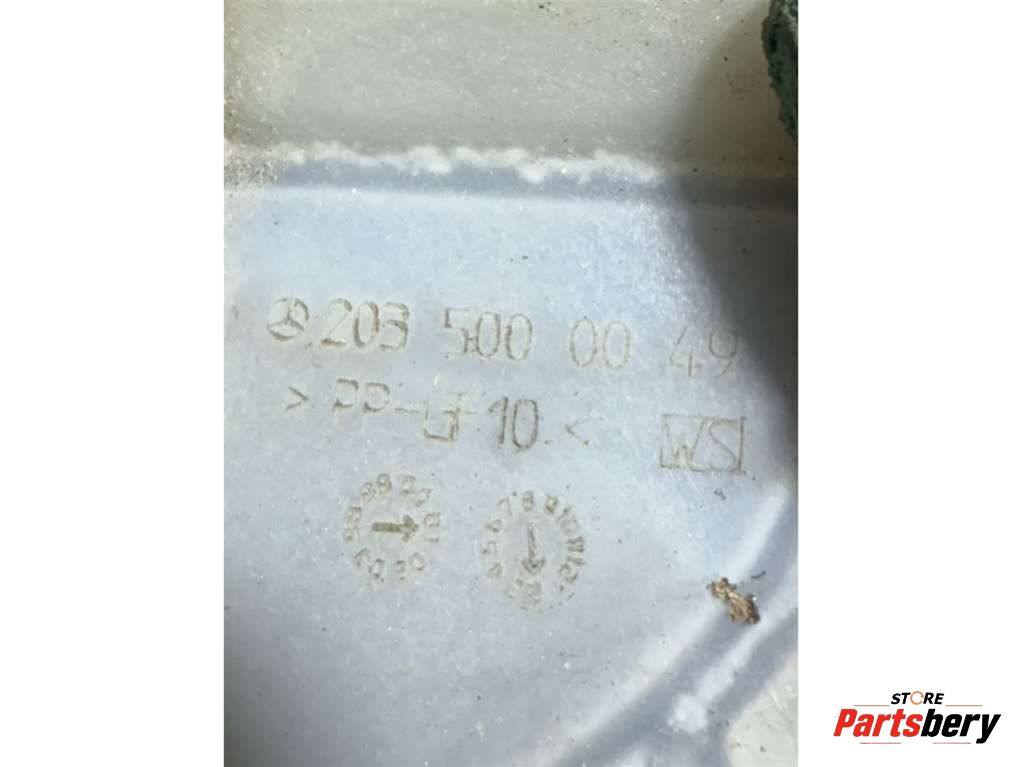 203 500 00 49
>PP-GF10.<
WS
STORE
Partsbery